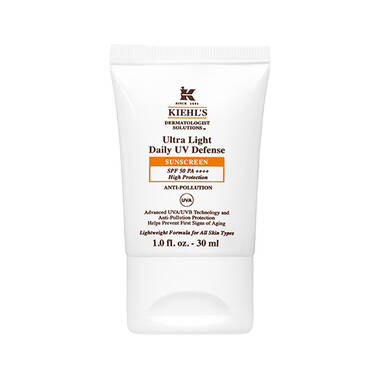 K
SINCE 1851
KIEHL'S
DERMATOLOGIST
SOLUTIONS™
Ultra Light
Daily UV Defense
SUNSCREEN
SPF 50 PA ++++
High Protection
ANTI-POLLUTION
UVA
Advanced UVA/UVB Technology and
Anti-Pollution Protection
Helps Prevent First Signs of Aging
Lightweight Formula for All Skin Types
1.0 fl. oz. - 30 ml